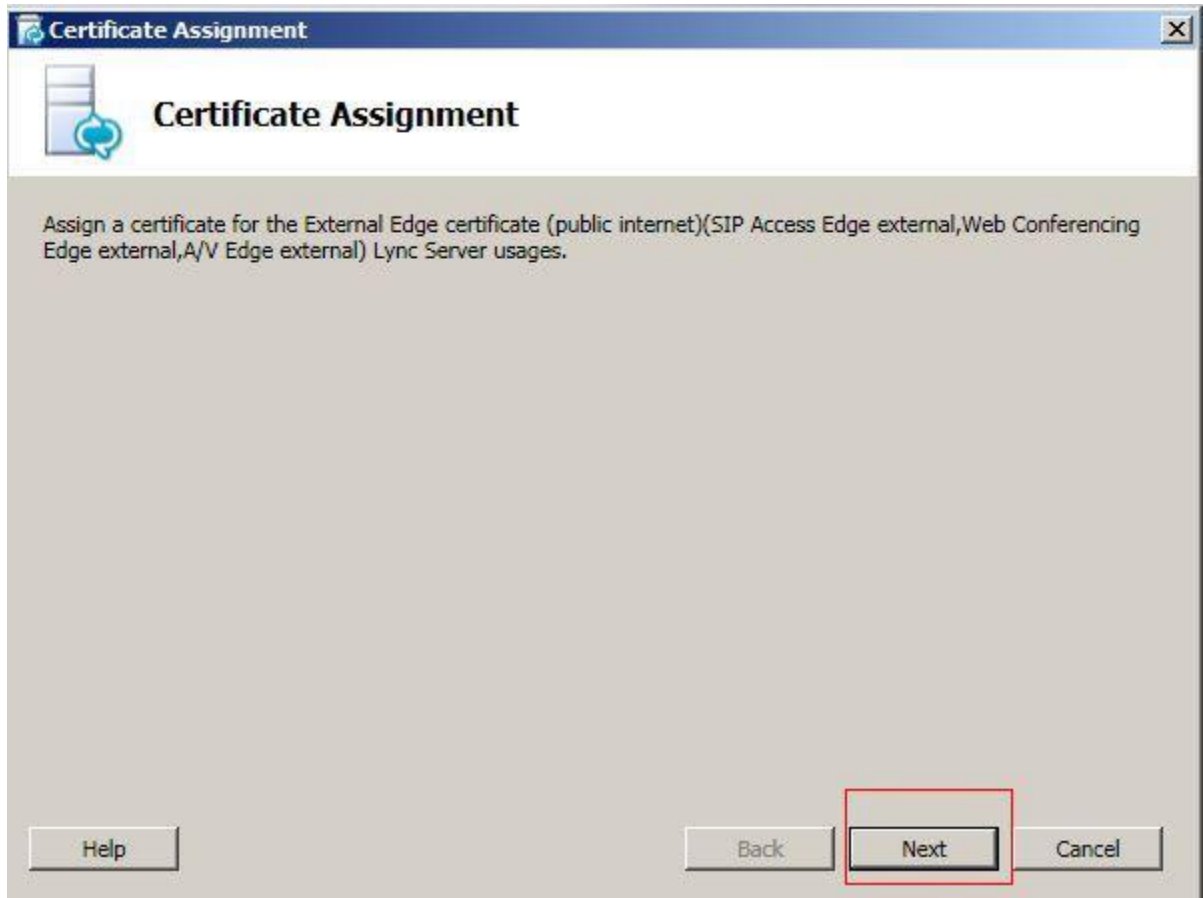 Certificate Assignment
Certificate Assignment
Assign a certificate for the External Edge certificate (public internet)(SIP Access Edge external,Web Conferencing
Edge external,A/V Edge external) Lync Server usages.
Help Back Next Cancel